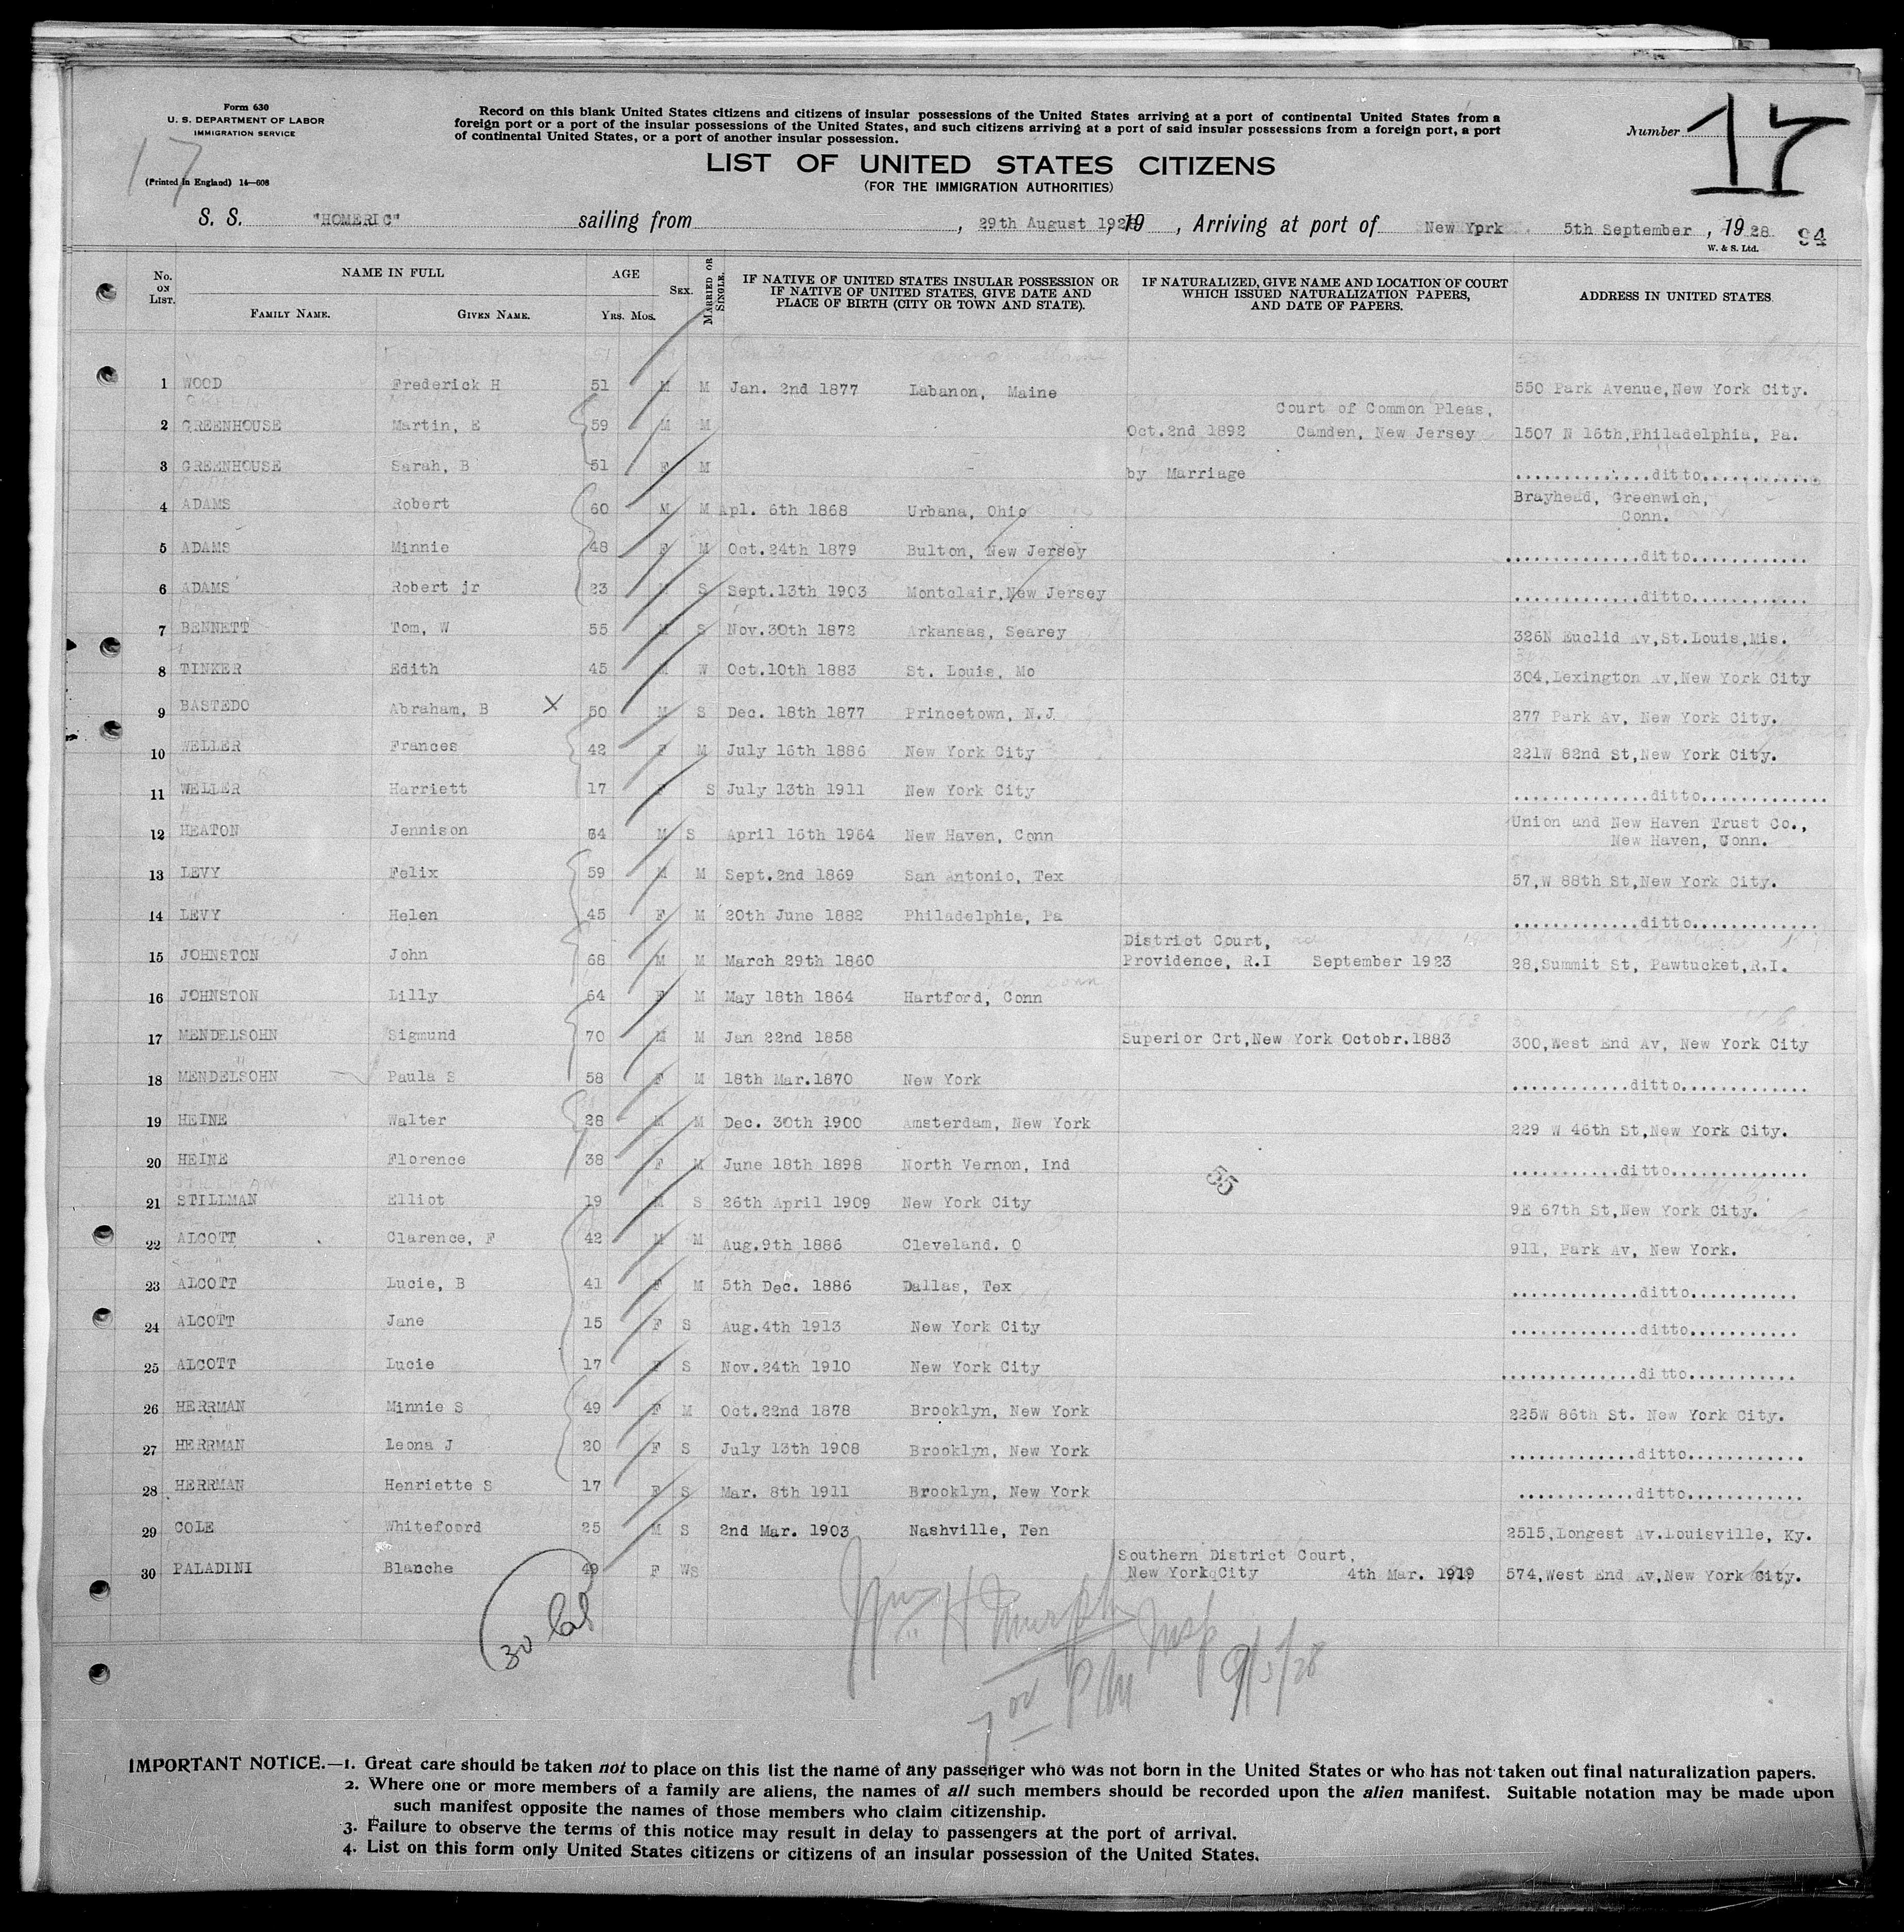 Form 630
U. S. DEPARTMENT OF LABOR
IMMIGRATION SERVICE
(Printed in England) 14—608
17
Record on this blank United States citizens and citizens of insular possessions of the United States arriving at a port of continental United States from a
foreign port or a port of the insular possessions of the United States, and such citizens arriving at a port of said insular possessions from a foreign port, a port
of continental United States, or a port of another insular possession.
Number 17
LIST OF UNITED STATES CITIZENS
(FOR THE IMMIGRATION AUTHORITIES)
S. S. "HOMERIC" sailing from , 29th August 1928, 19 , Arriving at port of New York 5th September , 19 28 94
W. & S. Ltd.
No. ON LIST. NAME IN FULL FAMILY NAME. GIVEN NAME. AGE YRS. MOS. SEX. MARRIED OR SINGLE. IF NATIVE OF UNITED STATES INSULAR POSSESSION OR IF NATIVE OF UNITED STATES, GIVE DATE AND PLACE OF BIRTH (CITY OR TOWN AND STATE). IF NATURALIZED, GIVE NAME AND LOCATION OF COURT WHICH ISSUED NATURALIZATION PAPERS, AND DATE OF PAPERS. ADDRESS IN UNITED STATES
1 WOOD Frederick H 51 M M Jan. 2nd 1877 Labanon, Maine 550 Park Avenue,New York City.
2 GREENHOUSE Martin, E 59 M M Court of Common Pleas, Oct.2nd 1892 Camden, New Jersey 1507 N 16th,Philadelphia, Pa.
3 GREENHOUSE Sarah, B 51 F M by Marriage ditto
4 ADAMS Robert 60 M M Apl. 6th 1868 Urbana, Ohio Brayhead, Greenwich, Conn.
5 ADAMS Minnie 48 F M Oct.24th 1879 Bulton, New Jersey ditto
6 ADAMS Robert jr 23 M S Sept.13th 1903 Montclair,New Jersey ditto
7 BENNETT Tom, W 55 M S Nov.30th 1872 Arkansas, Searey 326N Euclid Av,St.Louis,Mis.
8 TINKER Edith 45 M W Oct.10th 1883 St. Louis, Mo 304,Lexington Av,New York City
9 BASTEDO Abraham, B X 50 M S Dec. 18th 1877 Princetown, N.J 277 Park Av, New York City.
10 WELLER Frances 42 F M July 16th 1886 New York City 221W 82nd St,New York City.
11 WELLER Harriett 17 F S July 13th 1911 New York City ditto
12 HEATON Jennison 64 M S April 16th 1964 New Haven, Conn Union and New Haven Trust Co., New Haven, Conn.
13 LEVY Felix 59 M M Sept.2nd 1869 San Antonio, Tex 57,W 88th St,New York City.
14 LEVY Helen 45 F M 20th June 1882 Philadelphia, Pa ditto
15 JOHNSTON John 68 M M March 29th 1860 District Court, Providence, R.I September 1923 28,Summit St, Pawtucket,R.I.
16 JOHNSTON Lilly 64 F M May 18th 1864 Hartford, Conn
17 MENDELSOHN Sigmund 70 M M Jan 22nd 1858 Superior Crt,New York Octobr.1883 300,West End Av, New York City
18 MENDELSOHN Paula S 58 F M 18th Mar.1870 New York ditto
19 HEINE Walter 28 M M Dec. 30th 1900 Amsterdam, New York 229 W 46th St,New York City.
20 HEINE Florence 38 F M June 18th 1898 North Vernon, Ind ditto
55
21 STILLMAN Elliot 19 M S 26th April 1909 New York City 9E 67th St,New York City.
22 ALCOTT Clarence, F 42 M M Aug.9th 1886 Cleveland. O 911, Park Av, New York.
23 ALCOTT Lucie, B 41 F M 5th Dec. 1886 Dallas, Tex ditto
24 ALCOTT Jane 15 F S Aug.4th 1913 New York City ditto
25 ALCOTT Lucie 17 F S Nov.24th 1910 New York City ditto
26 HERRMAN Minnie S 49 F M Oct.22nd 1878 Brooklyn, New York 225W 86th St. New York City.
27 HERRMAN Leona J 20 F S July 13th 1908 Brooklyn, New York ditto
28 HERRMAN Henriette S 17 F S Mar. 8th 1911 Brooklyn, New York ditto
29 COLE Whitefoord 25 M S 2nd Mar. 1903 Nashville, Ten 2515,Longest Av.Louisville, Ky.
30 PALADINI Blanche 49 F WS Southern District Court, New York City 4th Mar. 1919 574,West End Av,New York City.
30
Wm H Murphy Insp 9/5/28
7 PM
IMPORTANT NOTICE.—1. Great care should be taken not to place on this list the name of any passenger who was not born in the United States or who has not taken out final naturalization papers.
2. Where one or more members of a family are aliens, the names of all such members should be recorded upon the alien manifest. Suitable notation may be made upon
such manifest opposite the names of those members who claim citizenship.
3. Failure to observe the terms of this notice may result in delay to passengers at the port of arrival.
4. List on this form only United States citizens or citizens of an insular possession of the United States.